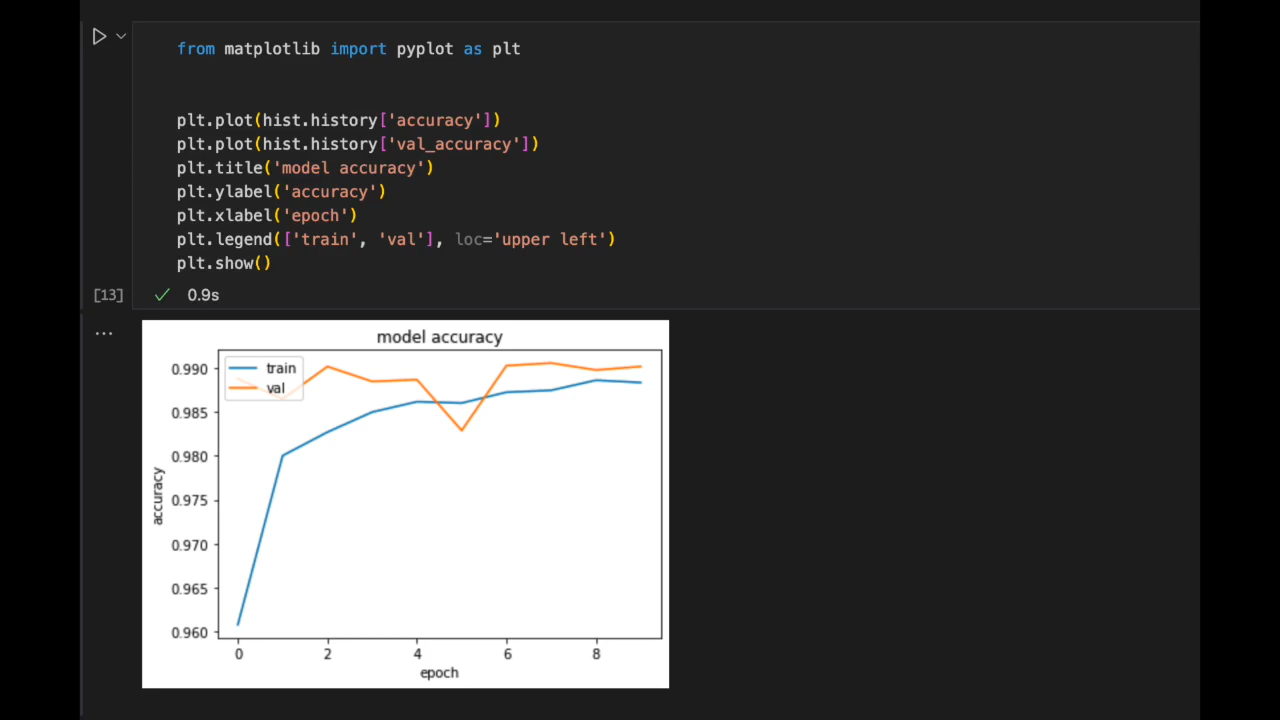 from matplotlib import pyplot as plt
plt.plot(hist.history['accuracy'])
plt.plot(hist.history['val_accuracy'])
plt.title('model accuracy')
plt.ylabel('accuracy')
plt.xlabel('epoch')
plt.legend(['train', 'val'], loc='upper left')
plt.show()
[13]
0.9s
...
model accuracy
train
val
0.990
0.985
0.980
0.975
0.970
0.965
0.960
accuracy
0 2 4 6 8
epoch